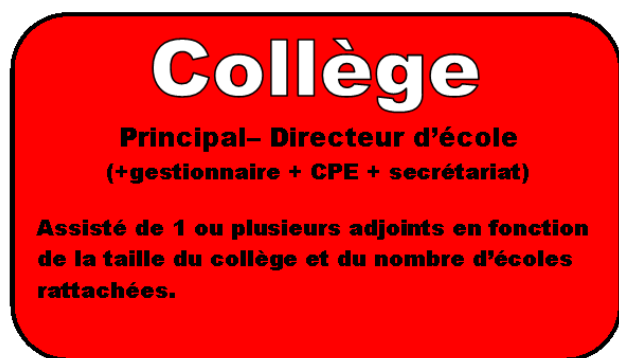 Collège
Principal– Directeur d’école
(+gestionnaire + CPE + secrétariat)
Assisté de 1 ou plusieurs adjoints en fonction
de la taille du collège et du nombre d’écoles
rattachées.